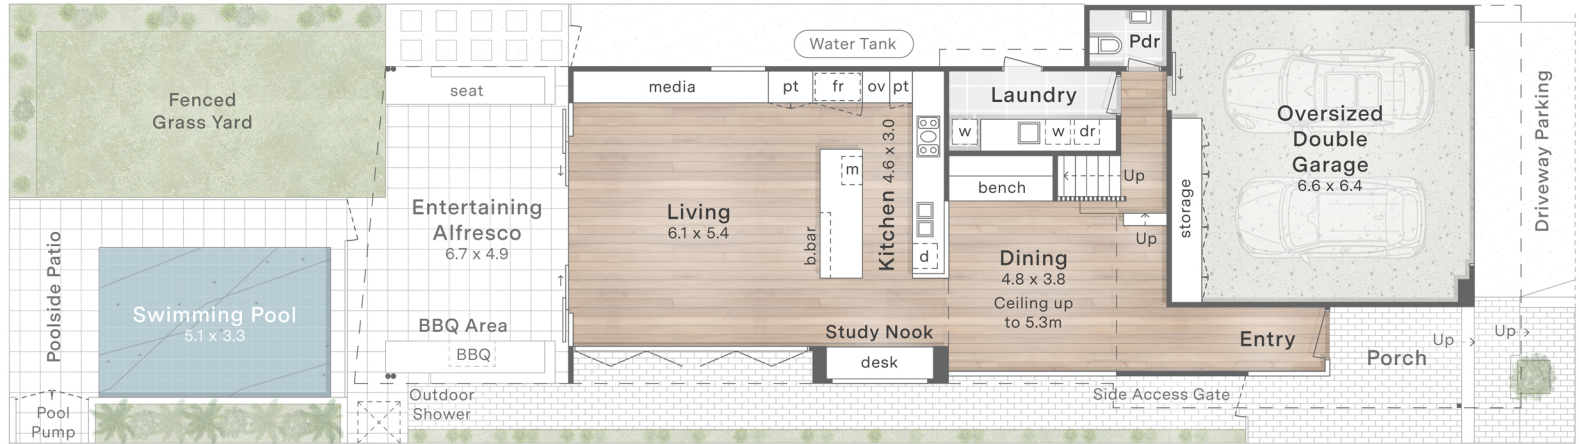 Fenced
Grass Yard
Poolside Patio
Swimming Pool
5.1 x 3.3
Pool
Pump
seat
Entertaining
Alfresco
6.7 x 4.9
BBQ Area
BBQ
Outdoor
Shower
Water Tank
media
pt
fr
ov
pt
Living
6.1 x 5.4
m
b.bar
Kitchen 4.6 x 3.0
d
Study Nook
desk
Laundry
w
w
dr
bench
Up
Up
Dining
4.8 x 3.8
Ceiling up
to 5.3m
Entry
Side Access Gate
Pdr
storage
Oversized
Double
Garage
6.6 x 6.4
Porch
Up
Up
Driveway Parking